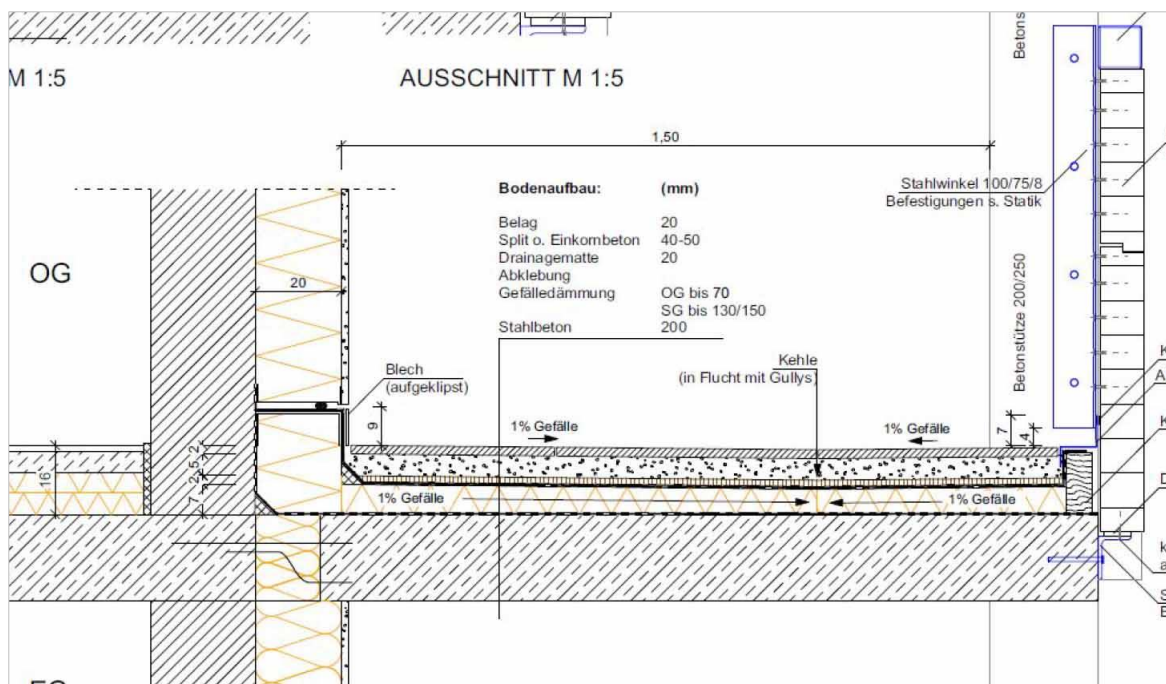 M 1:5
AUSSCHNITT M 1:5
Betons
1,50
Bodenaufbau: (mm)
Belag 20
Split o. Einkornbeton 40-50
Drainagematte 20
Abklebung
Gefälledämmung OG bis 70
SG bis 130/150
Stahlbeton 200
Stahlwinkel 100/75/8
Befestigungen s. Statik
OG
20
Betonstütze 200/250
Blech
(aufgeklipst)
Kehle
(in Flucht mit Gullys)
K
A
9
1% Gefälle
1% Gefälle
7
4
K
16
2
5
2
7
1% Gefälle
1% Gefälle
D
k
a
S
E